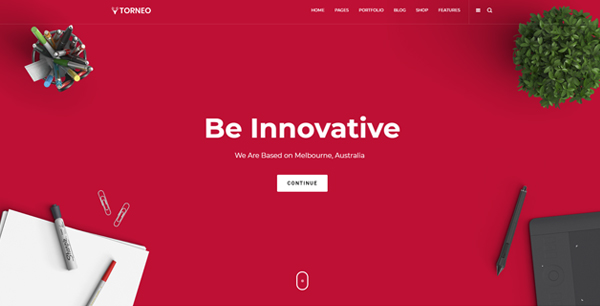 TORNEO
HOME PAGES PORTFOLIO BLOG SHOP FEATURES
Be Innovative
We Are Based on Melbourne, Australia
CONTINUE